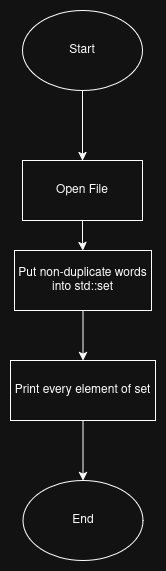 Start
Open File
Put non-duplicate words
into std::set
Print every element of set
End